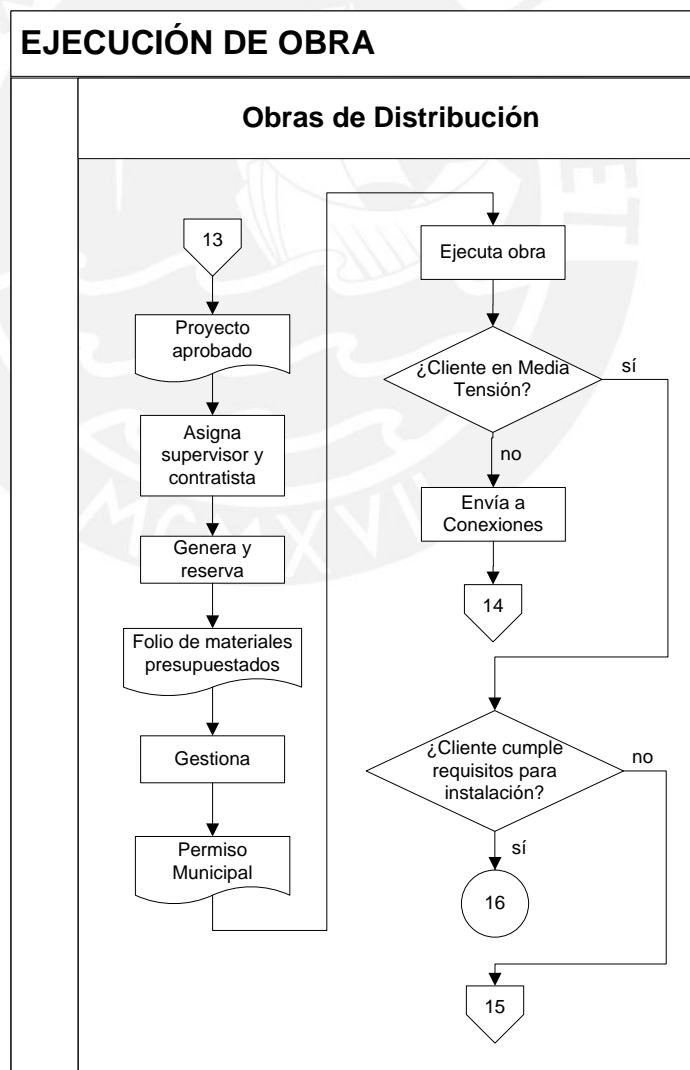 EJECUCIÓN DE OBRA
Obras de Distribución
13
Proyecto
aprobado
Asigna
supervisor y
contratista
Genera y
reserva
Folio de materiales
presupuestados
Gestiona
Permiso
Municipal
Ejecuta obra
¿Cliente en Media
Tensión?
sí
no
Envía a
Conexiones
14
¿Cliente cumple
requisitos para
instalación?
no
sí
16
15
MCMXVII